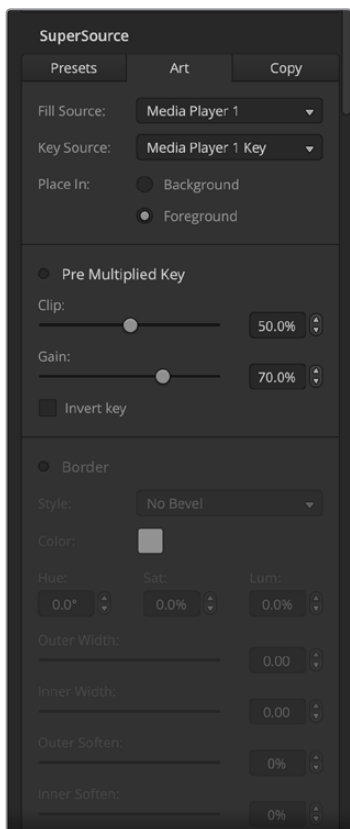 SuperSource
Presets Art Copy
Fill Source: Media Player 1
Key Source: Media Player 1 Key
Place In: Background
Foreground
Pre Multiplied Key
Clip:
50.0%
Gain:
70.0%
Invert key
Border
Style: No Bevel
Color:
Hue: Sat: Lum:
0.0° 0.0% 0.0%
Outer Width:
0.00
Inner Width:
0.00
Outer Soften:
0%
Inner Soften:
0%